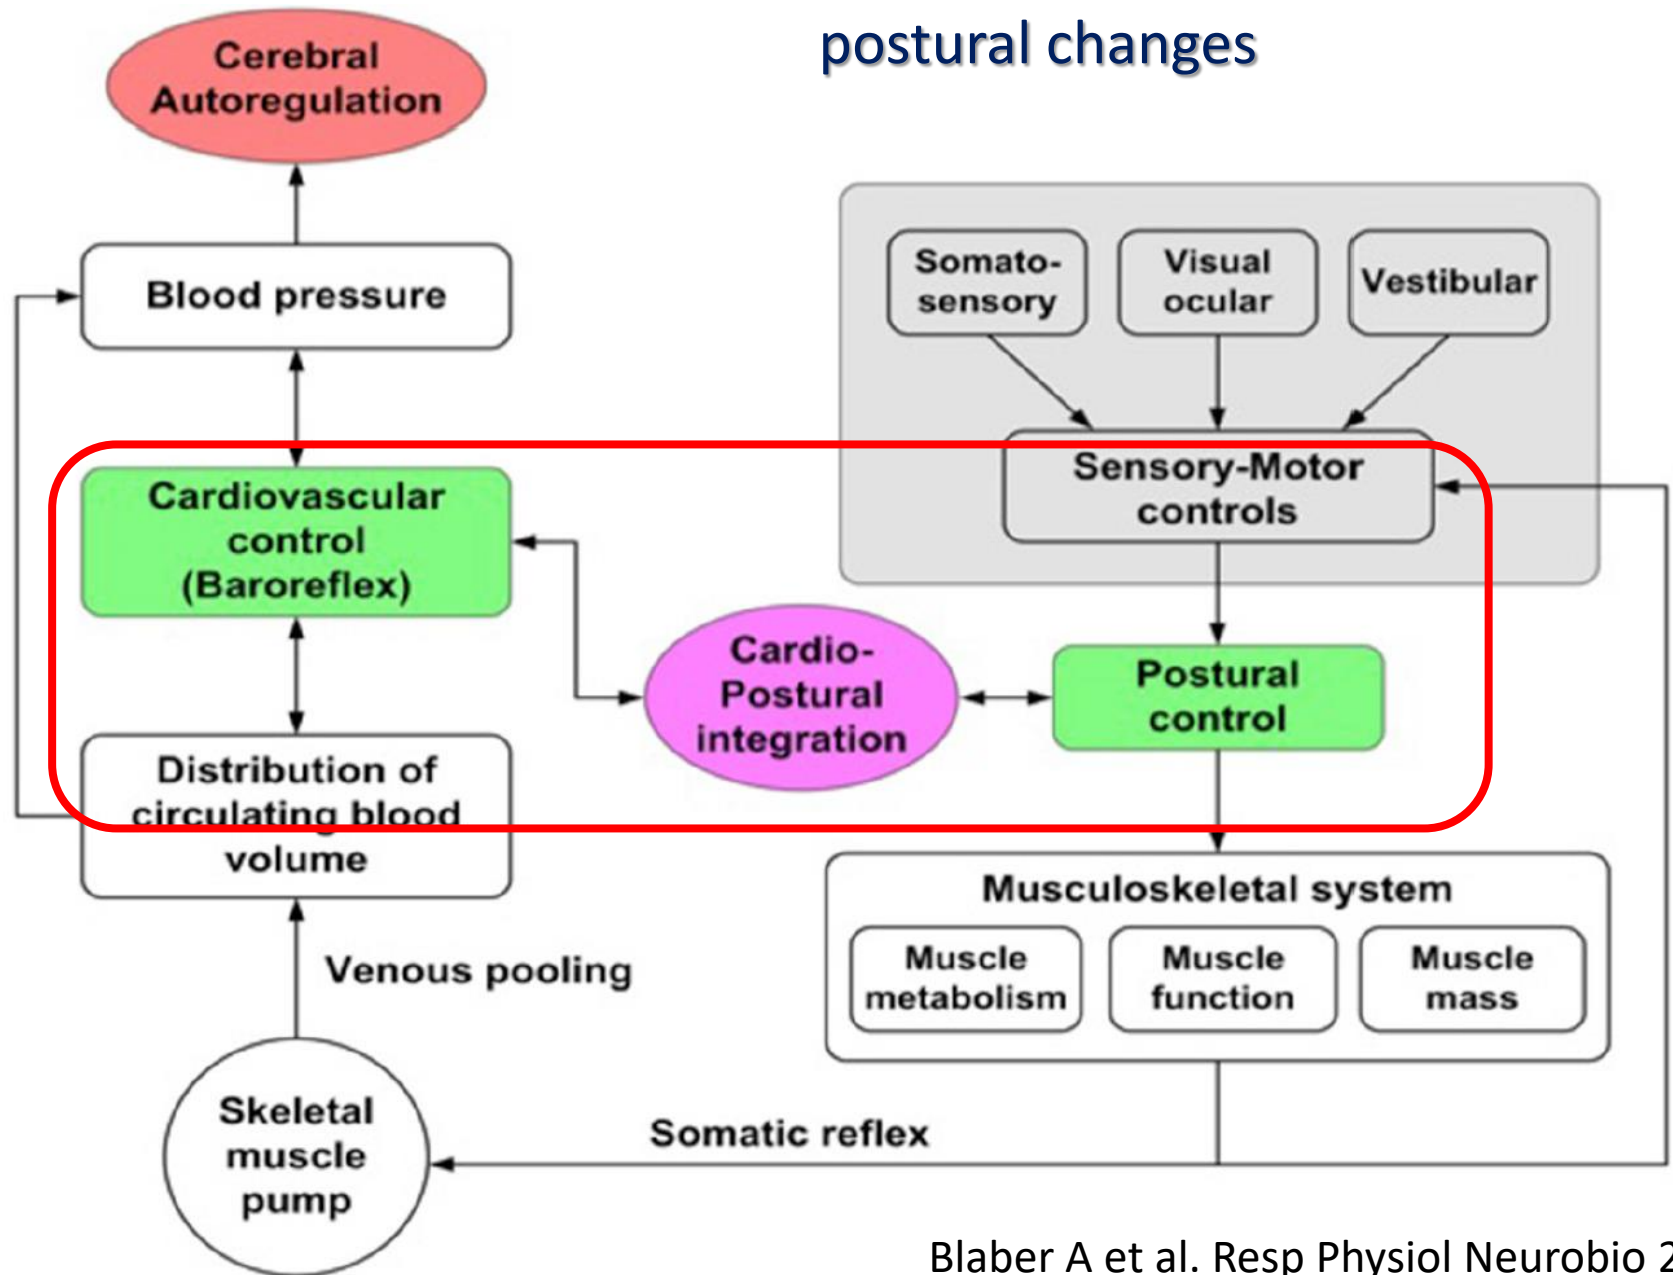 postural changes
Cerebral
Autoregulation
Blood pressure
Somato-
sensory
Visual
ocular
Vestibular
Sensory-Motor
controls
Cardiovascular
control
(Baroreflex)
Cardio-
Postural
integration
Postural
control
Distribution of
circulating blood
volume
Musculoskeletal system
Muscle
metabolism
Muscle
function
Muscle
mass
Venous pooling
Skeletal
muscle
pump
Somatic reflex
Blaber A et al. Resp Physiol Neurobio 2